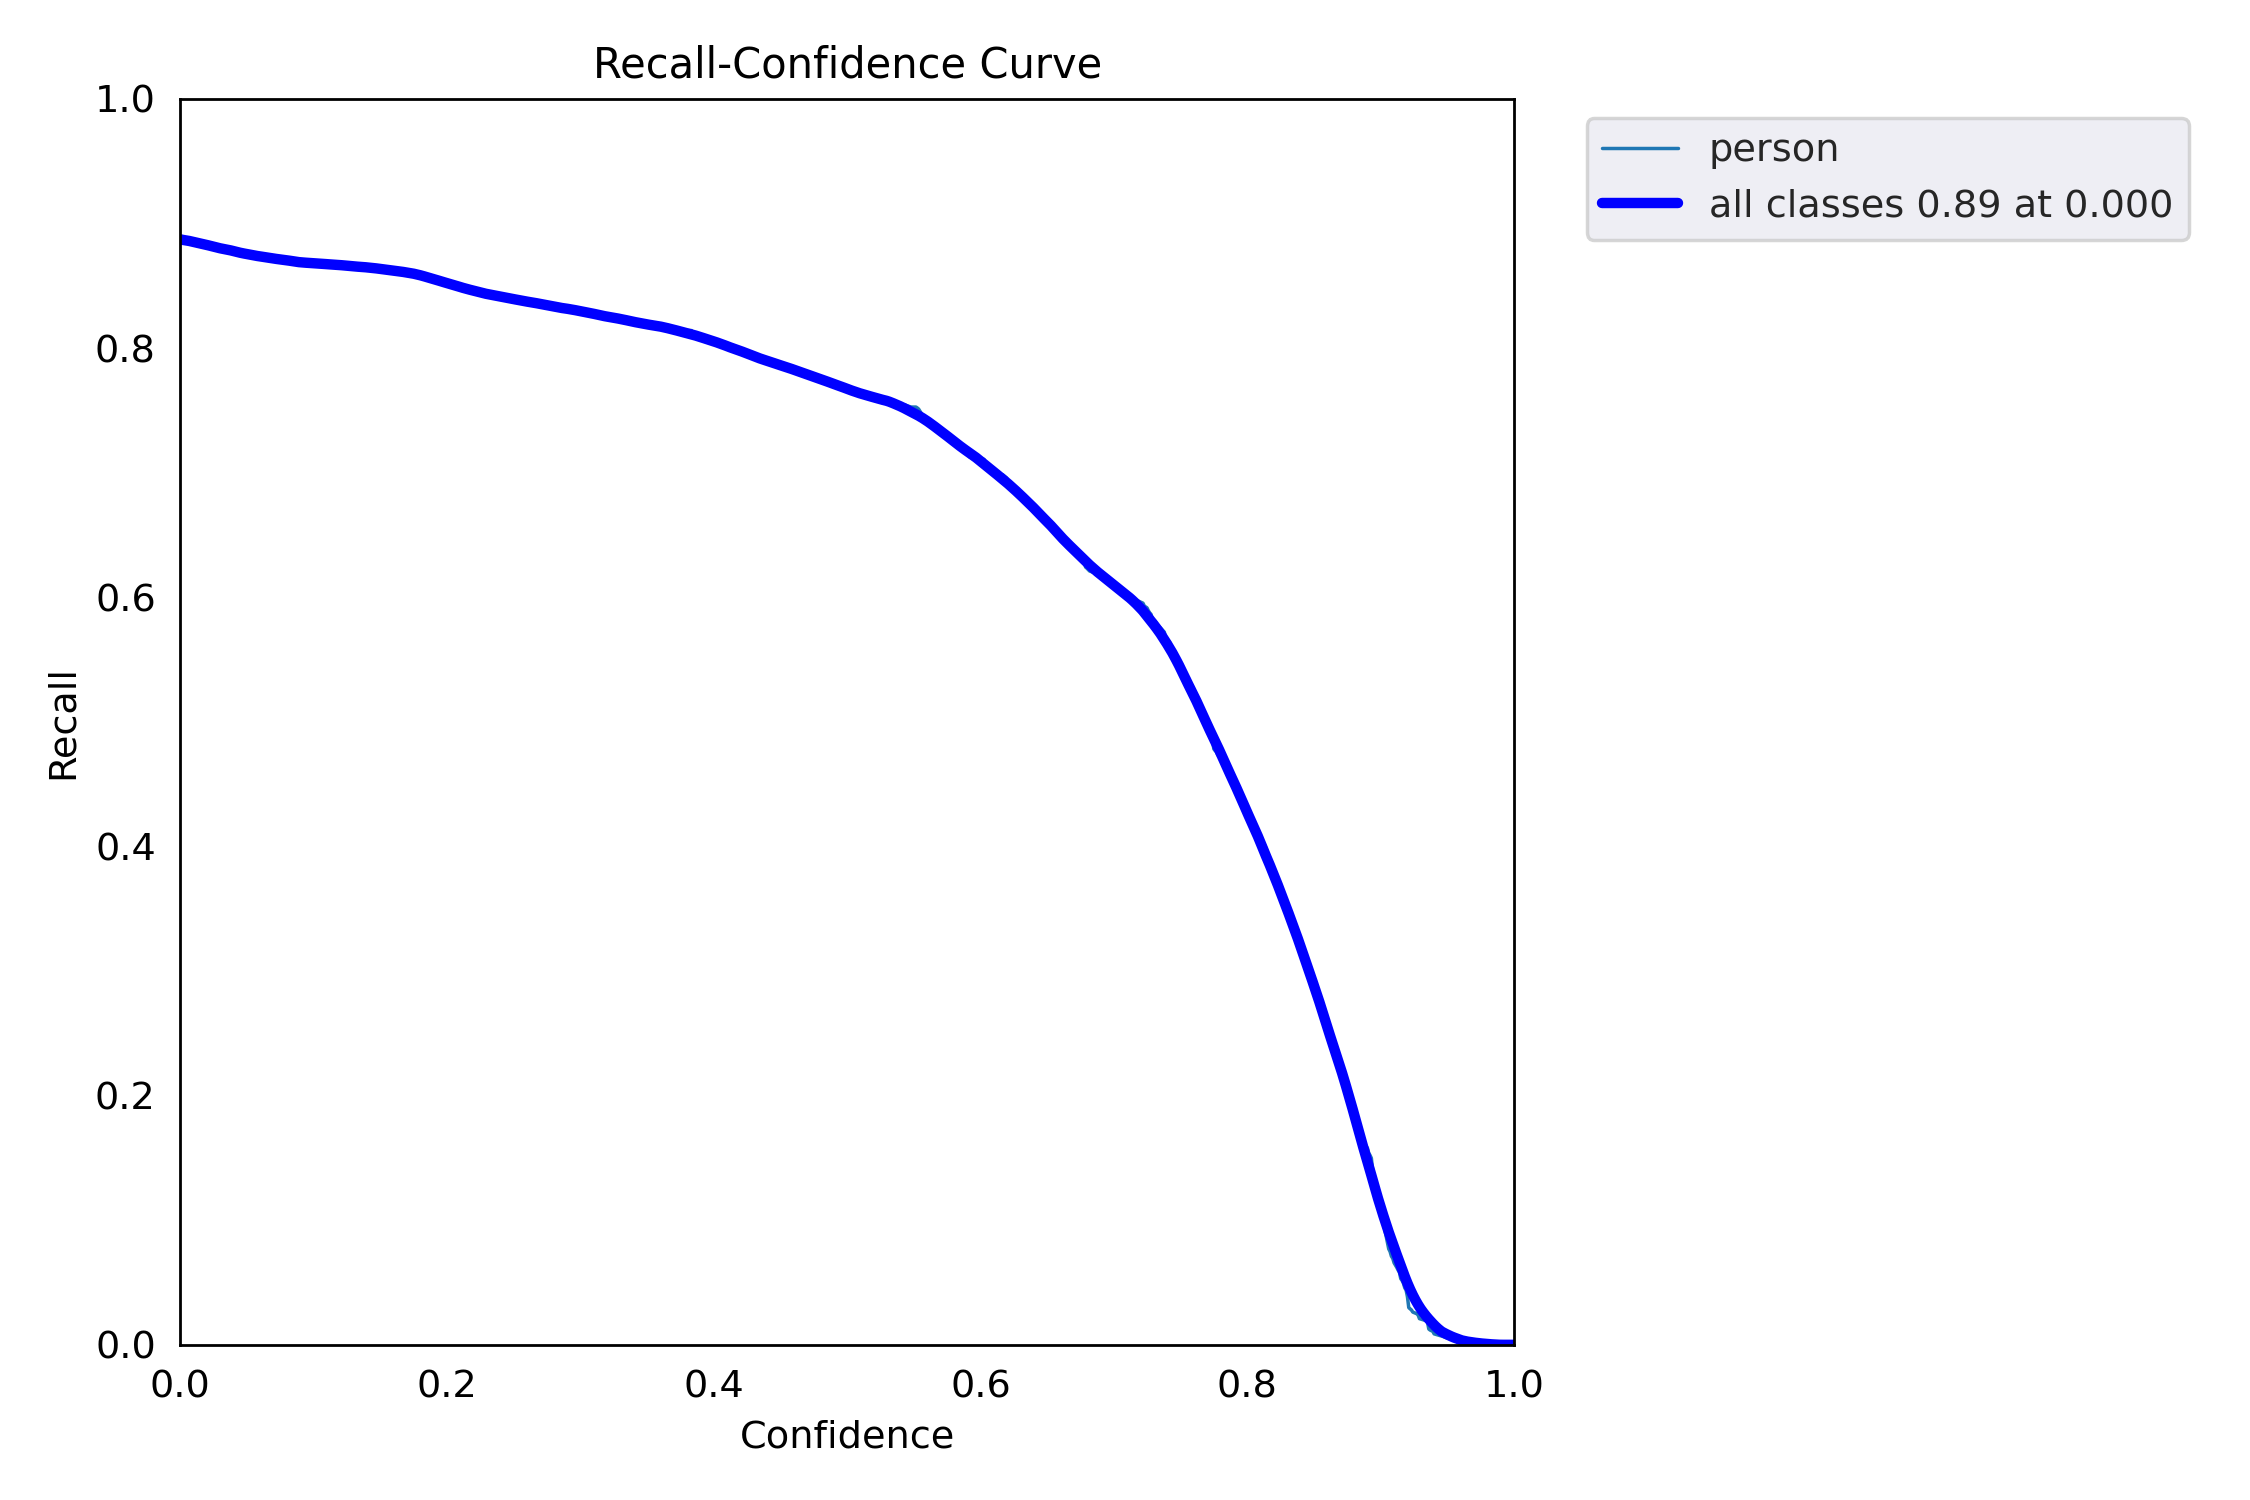 Recall-Confidence Curve
1.0
0.8
0.6
0.4
0.2
0.0
Recall
0.0 0.2 0.4 0.6 0.8 1.0
Confidence
person
all classes 0.89 at 0.000